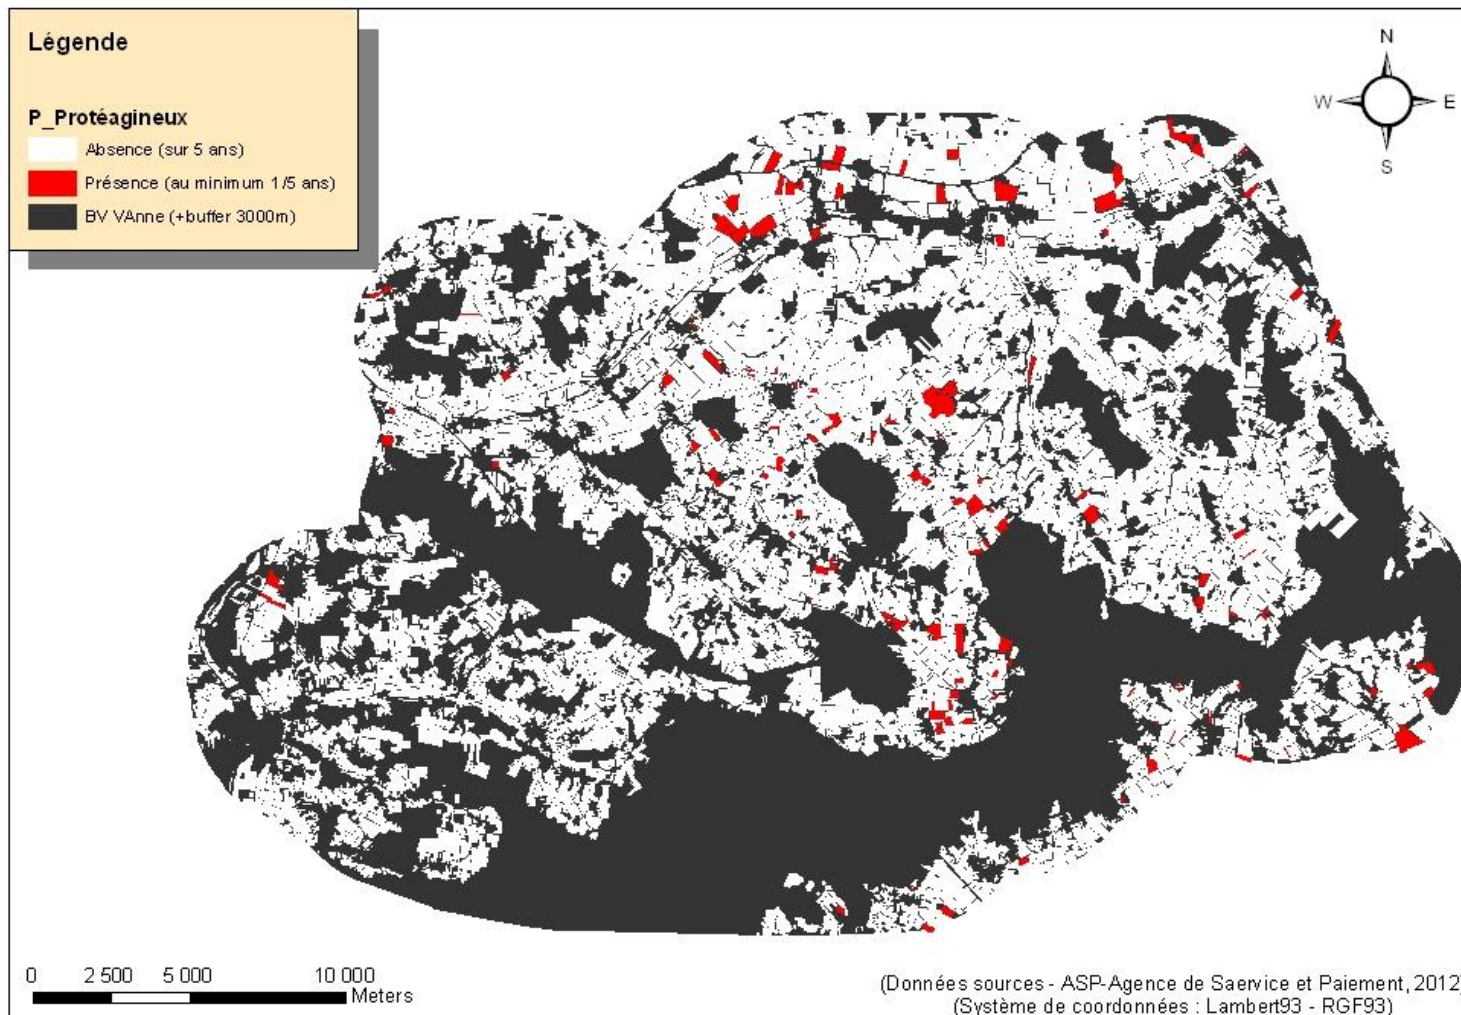 Légende
P_Protéagineux
Absence (sur 5 ans)
Présence (au minimum 1/5 ans)
BV VAnne (+buffer 3000m)
N
W
E
S
0 2 500 5 000 10 000
Meters
(Données sources - ASP-Agence de Saervice et Paiement, 2012)
(Système de coordonnées : Lambert93 - RGF93)